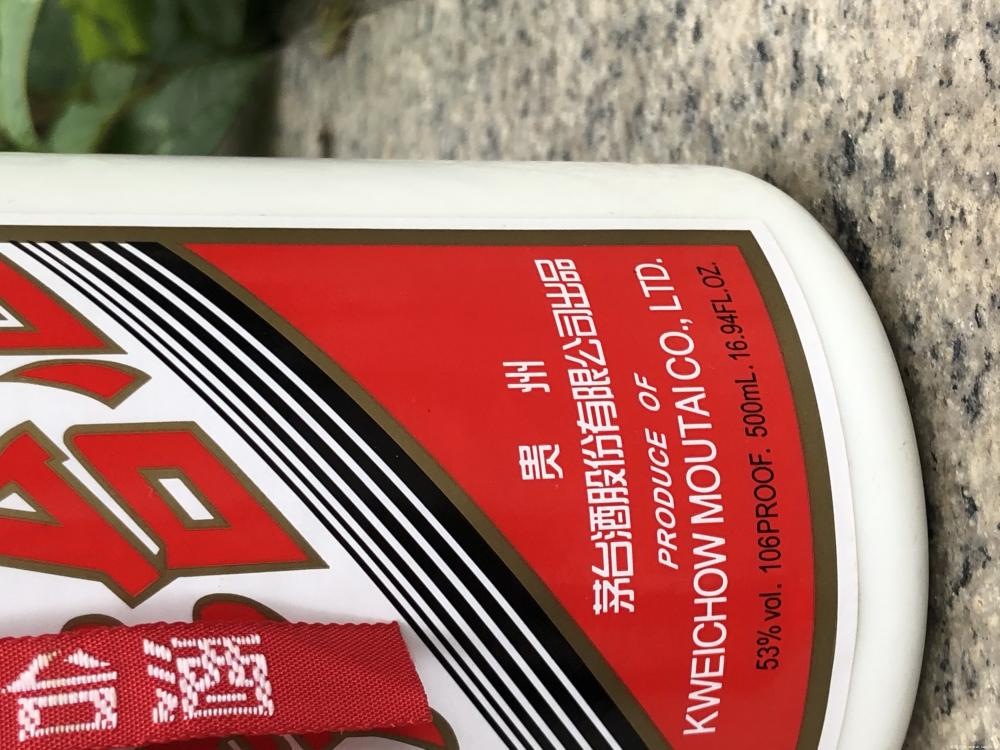 贵 州
茅台酒股份有限公司出品
PRODUCE OF
KWEICHOW MOUTAI CO., LTD.
53% vol. 106PROOF. 500mL. 16.94FL.OZ.
台酒